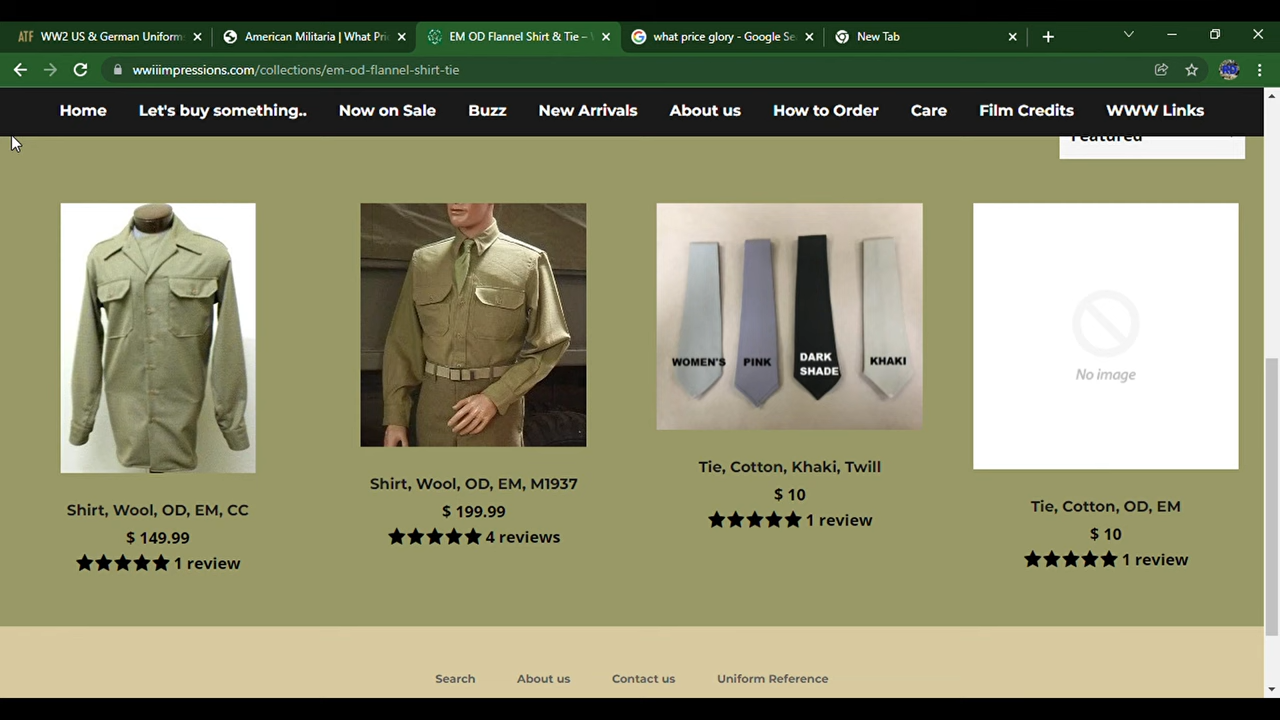 WW2 US & German Uniform
American Militaria | What Pri
EM OD Flannel Shirt & Tie –
what price glory - Google Se
New Tab
wwiiimpressions.com/collections/em-od-flannel-shirt-tie
Home
Let's buy something..
Now on Sale
Buzz
New Arrivals
About us
How to Order
Care
Film Credits
WWW Links
Featured
WOMEN'S
PINK
DARK
SHADE
KHAKI
No image
Shirt, Wool, OD, EM, CC
$ 149.99
1 review
Shirt, Wool, OD, EM, M1937
$ 199.99
4 reviews
Tie, Cotton, Khaki, Twill
$ 10
1 review
Tie, Cotton, OD, EM
$ 10
1 review
Search
About us
Contact us
Uniform Reference